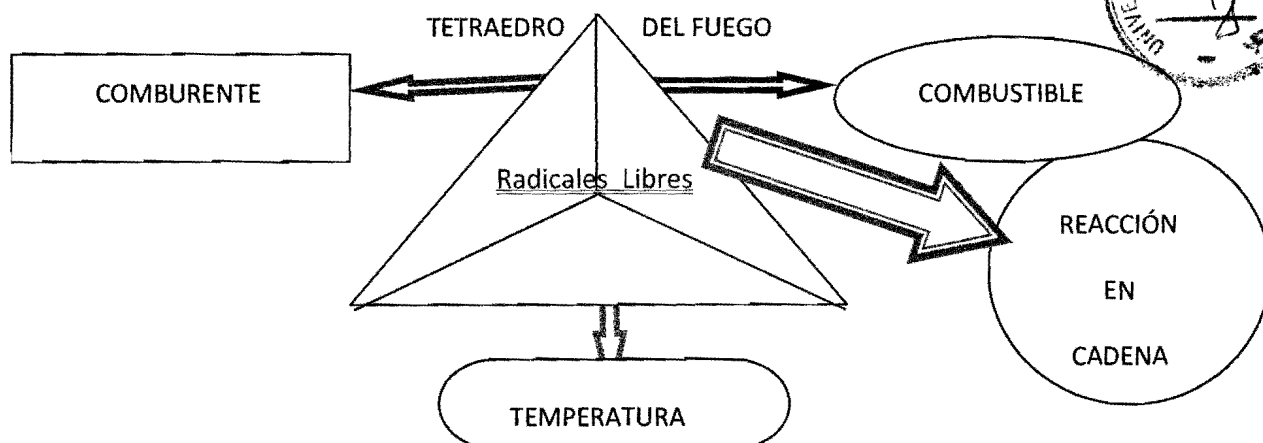 TETRAEDRO DEL FUEGO
COMBURENTE
COMBUSTIBLE
Radicales Libres
REACCIÓN
EN
CADENA
TEMPERATURA